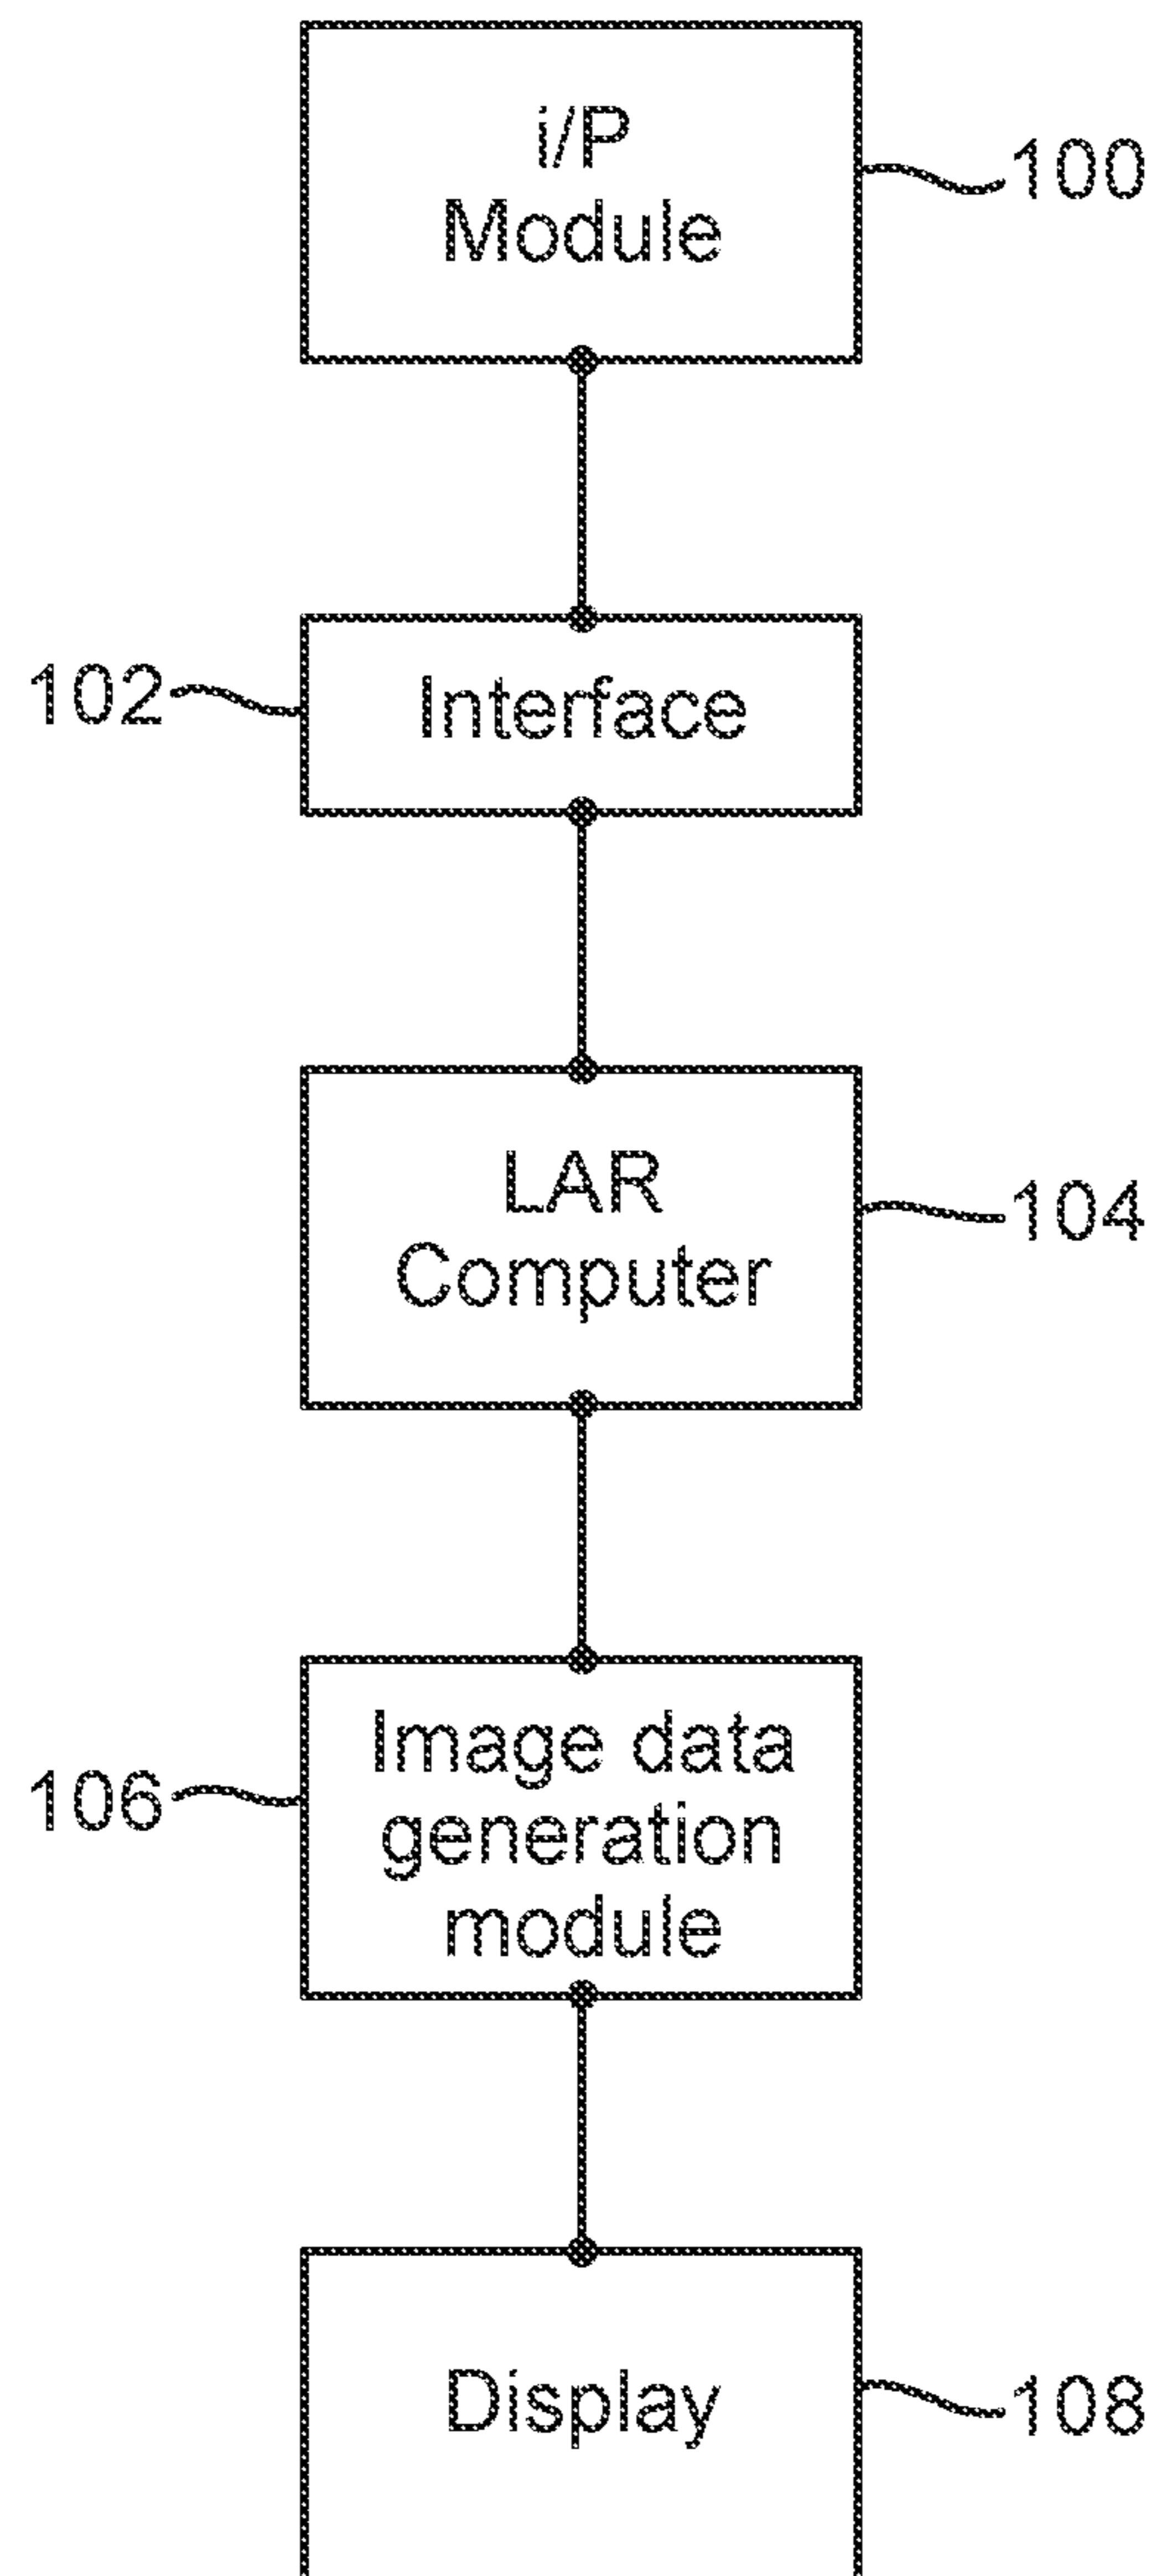 i/P
Module
100
102
Interface
LAR
Computer
104
Image data
generation
module
106
Display
108